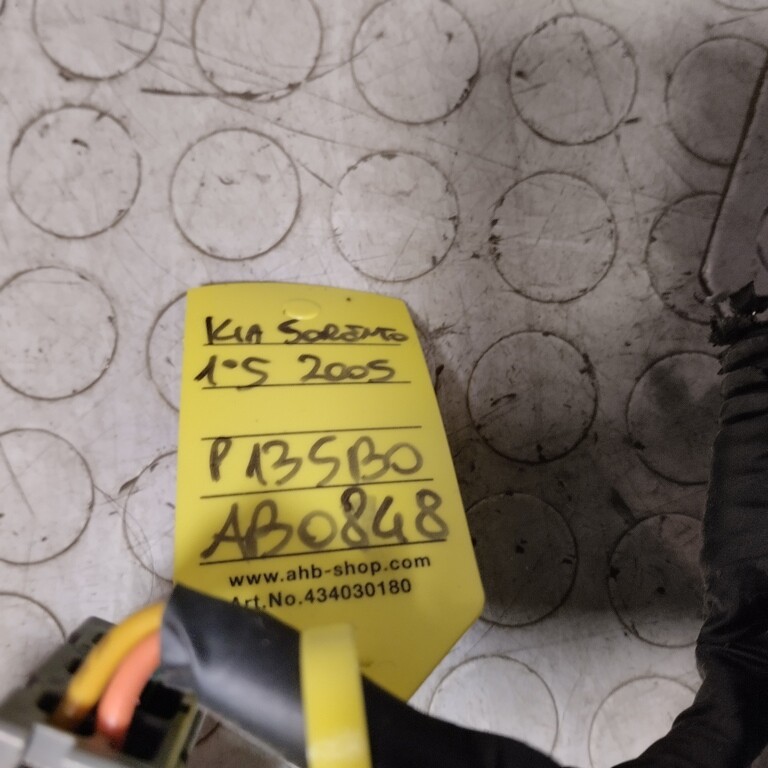 KIA SORENTO
1°S 2005
P13SB0
AB0848
www.ahb-shop.com
Art.No.434030180